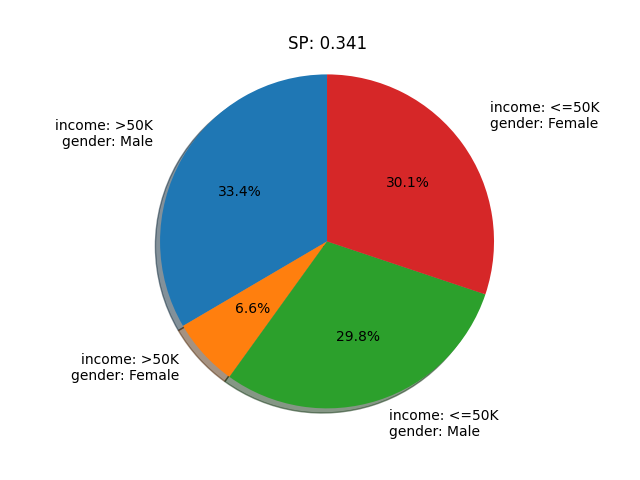 SP: 0.341
income: >50K
gender: Male
33.4%
income: >50K
gender: Female
6.6%
income: <=50K
gender: Male
29.8%
income: <=50K
gender: Female
30.1%